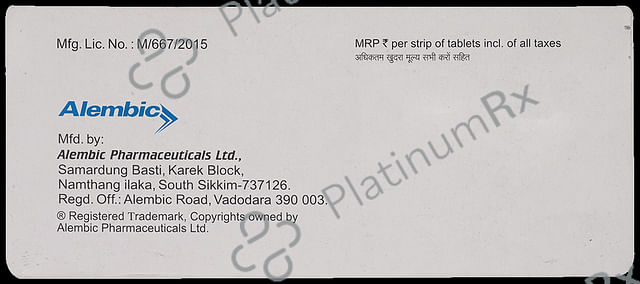 Mfg. Lic. No. : M/667/2015
MRP ₹ per strip of tablets incl. of all taxes
अधिकतम खुदरा मूल्य सभी करों सहित
Alembic
Mfd. by:
Alembic Pharmaceuticals Ltd.,
Samardung Basti, Karek Block,
Namthang ilaka, South Sikkim-737126.
Regd. Off.: Alembic Road, Vadodara 390 003.
® Registered Trademark, Copyrights owned by
Alembic Pharmaceuticals Ltd.
PlatinumRx
PlatinumRx